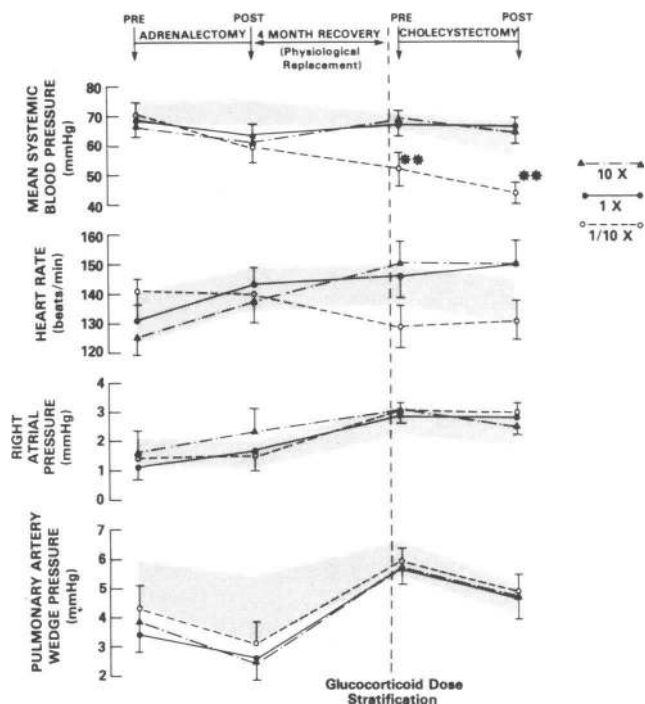 PRE POST PRE POST
ADRENALECTOMY 4 MONTH RECOVERY CHOLECYSTECTOMY
(Physiological
Replacement)
MEAN SYSTEMIC
BLOOD PRESSURE
(mmHg)
80
70
60
50
40
**
**
10 X
1 X
1/10 X
HEART RATE
(beats/min)
160
150
140
130
120
RIGHT
ATRIAL
PRESSURE
(mmHg)
4
3
2
1
0
PULMONARY ARTERY
WEDGE PRESSURE
(mmHg)
7
6
5
4
3
2
Glucocorticoid Dose
Stratification